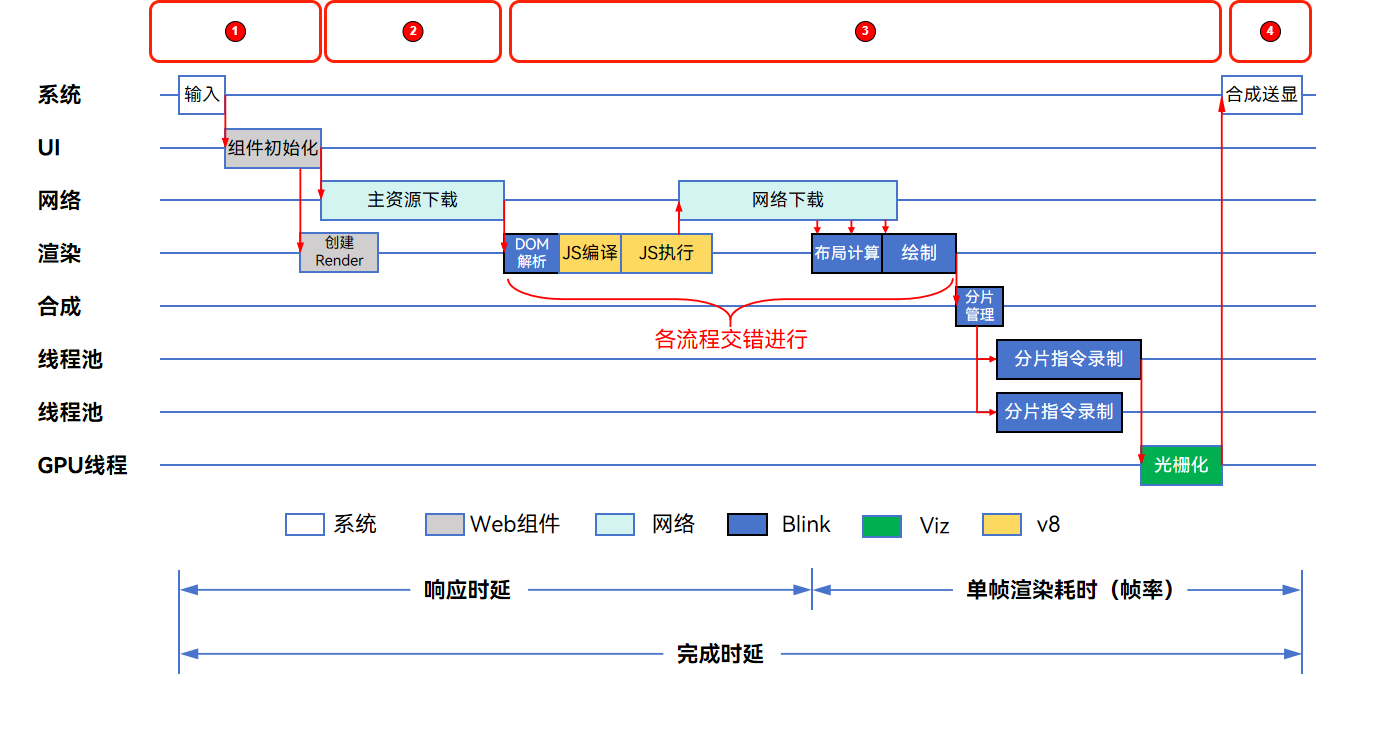 1
2
3
4
系统
输入
合成送显
UI
组件初始化
网络
主资源下载
网络下载
渲染
创建
Render
DOM
解析
JS编译
JS执行
布局计算
绘制
合成
分片
管理
各流程交错进行
线程池
分片指令录制
线程池
分片指令录制
GPU线程
光栅化
系统
Web组件
网络
Blink
Viz
v8
响应时延
单帧渲染耗时（帧率）
完成时延